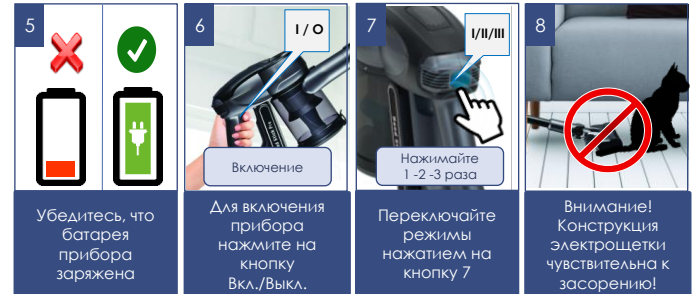 5
Убедитесь, что
батарея
прибора
заряжена
6
I / O
Включение
Для включения
прибора
нажмите на
кнопку
Вкл./Выкл.
7
I/II/III
Нажимайте
1 -2 -3 раза
Переключайте
режимы
нажатием на
кнопку 7
8
Внимание!
Конструкция
электрощетки
чувствительна к
засорению!